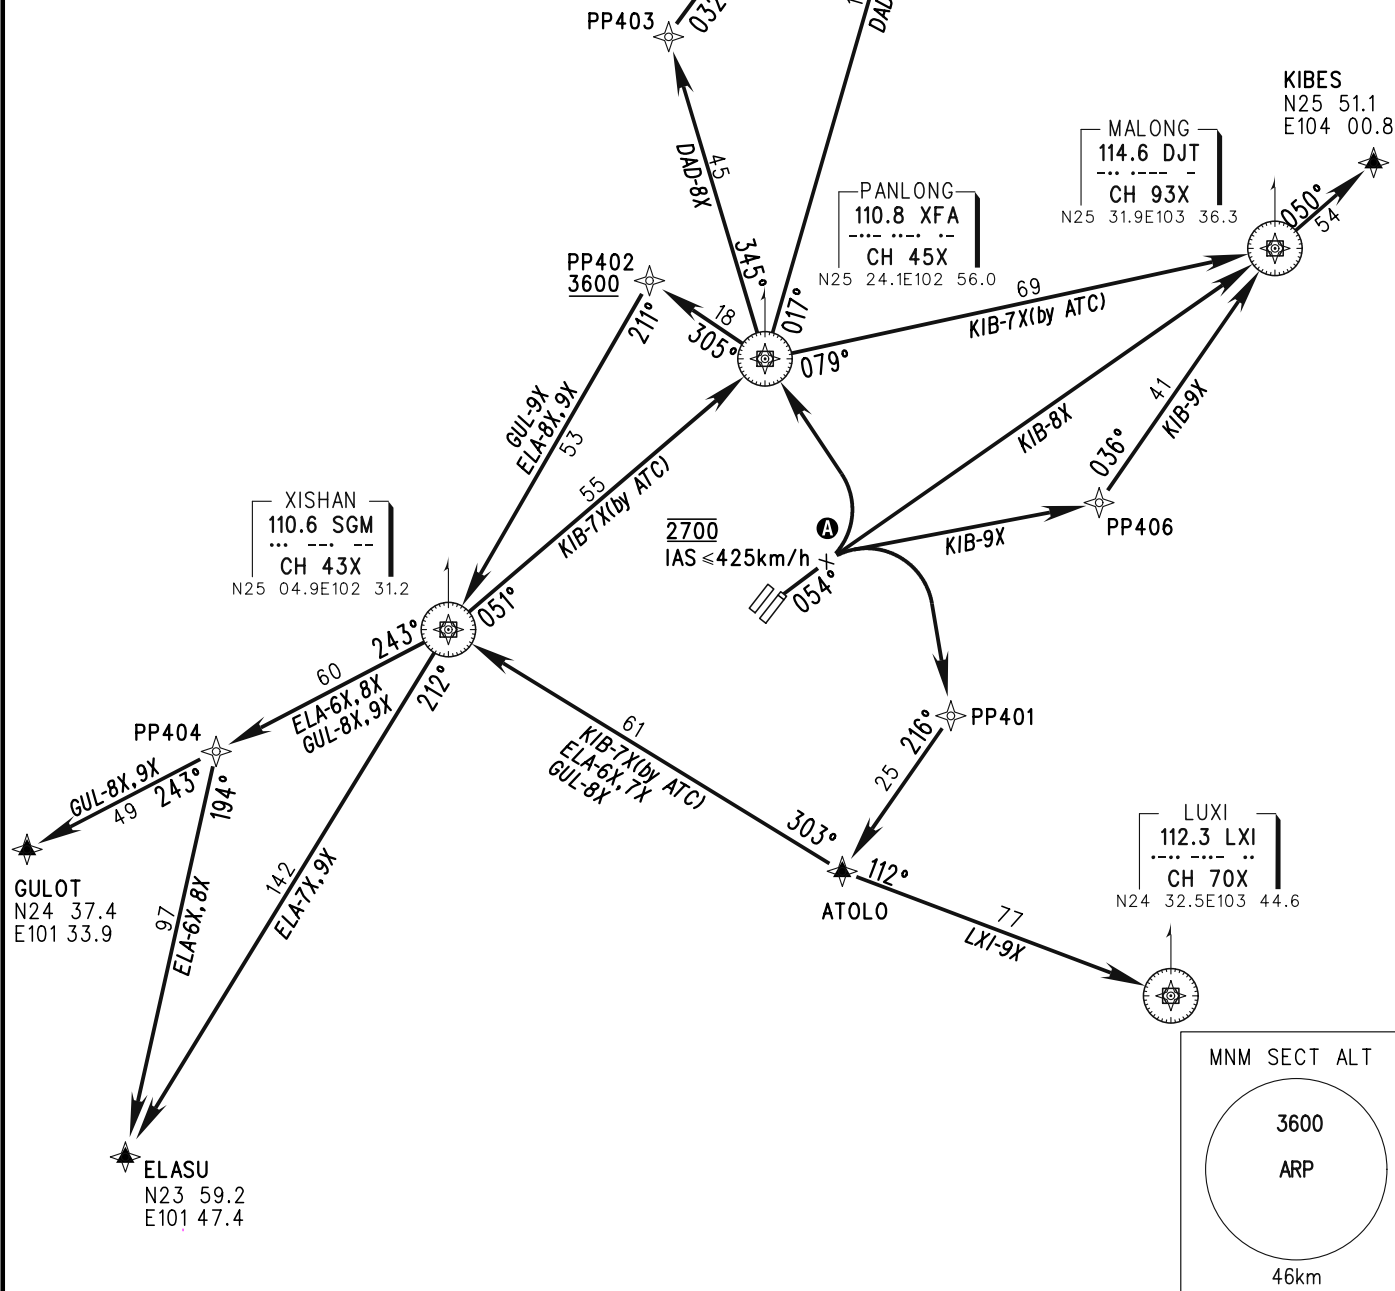 PP403
032
DAD
KIBES
N25 51.1
E104 00.8
MALONG
114.6 DJT
-·· ·--- -
CH 93X
N25 31.9E103 36.3
050°
54
45
DAD-8X
345°
PANLONG
110.8 XFA
-··- ··-· ·-
CH 45X
N25 24.1E102 56.0
PP402
3600
211°
18
305°
017°
079°
69
KIB-7X(by ATC)
GUL-9X
ELA-8X,9X
53
KIB-8X
41
KIB-9X
036°
55
KIB-7X(by ATC)
XISHAN
110.6 SGM
··· --· --
CH 43X
N25 04.9E102 31.2
2700
IAS ≤425km/h
A
054°
KIB-9X
PP406
243°
051°
212°
60
ELA-6X,8X
GUL-8X,9X
61
KIB-7X(by ATC)
ELA-6X,7X
GUL-8X
PP401
216°
25
PP404
GUL-8X,9X
49
243°
194°
303°
112°
ATOLO
LUXI
112.3 LXI
·-·· -··- ··
CH 70X
N24 32.5E103 44.6
GULOT
N24 37.4
E101 33.9
97
ELA-6X,8X
142
ELA-7X,9X
77
LXI-9X
MNM SECT ALT
3600
ARP
46km
ELASU
N23 59.2
E101 47.4